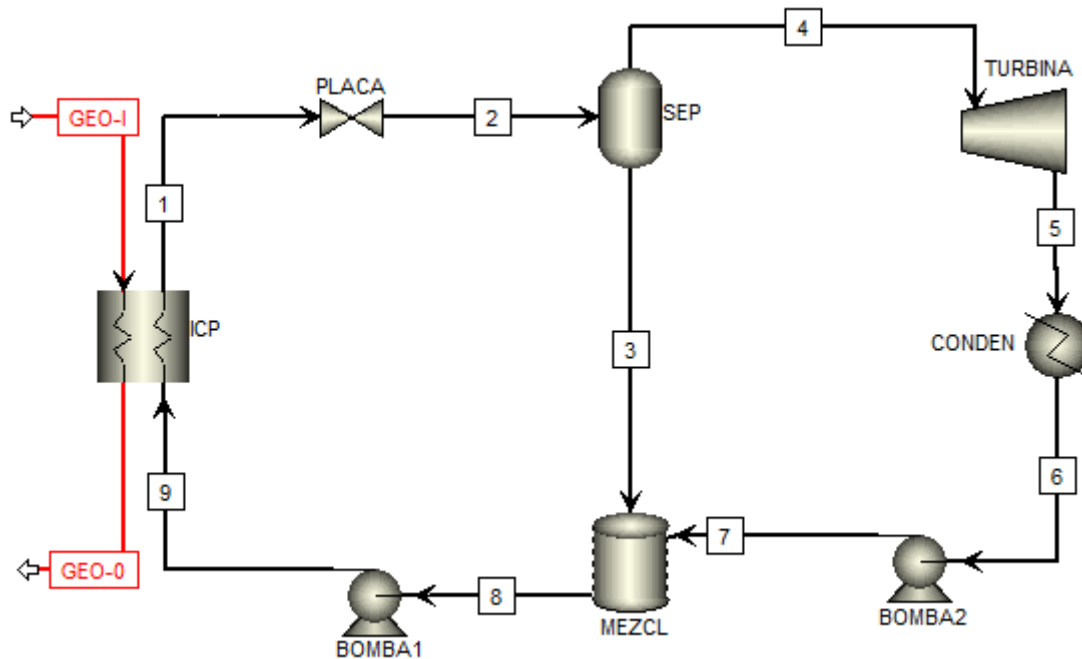 4
TURBINA
PLACA
GEO-I
2
SEP
1
5
ICP
3
CONDEN
9
6
7
GEO-0
8
MEZCL
BOMBA2
BOMBA1